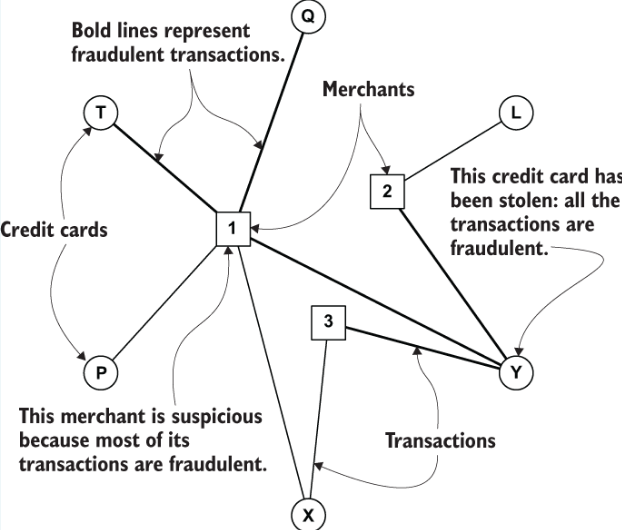 Q
Bold lines represent
fraudulent transactions.
Merchants
T
L
2
This credit card has
been stolen: all the
transactions are
fraudulent.
Credit cards
1
3
P
Y
This merchant is suspicious
because most of its
transactions are fraudulent.
Transactions
X